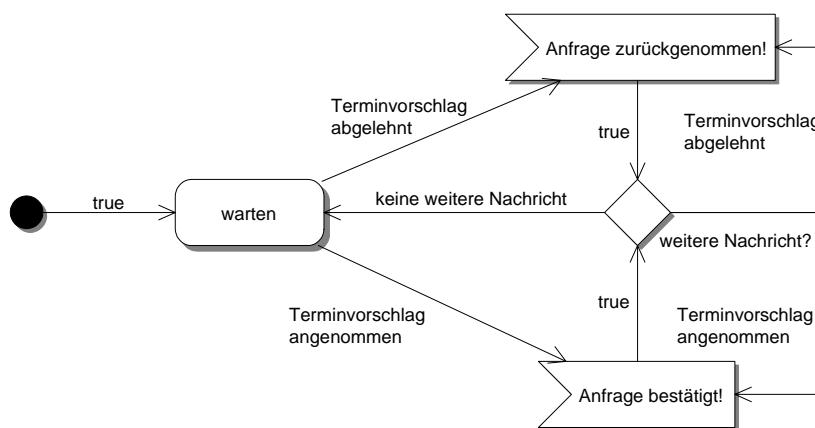 Anfrage zurückgenommen!
Terminvorschlag
abgelehnt
true
Terminvorschlag
abgelehnt
true
warten
keine weitere Nachricht
weitere Nachricht?
Terminvorschlag
angenommen
true
Terminvorschlag
angenommen
Anfrage bestätigt!